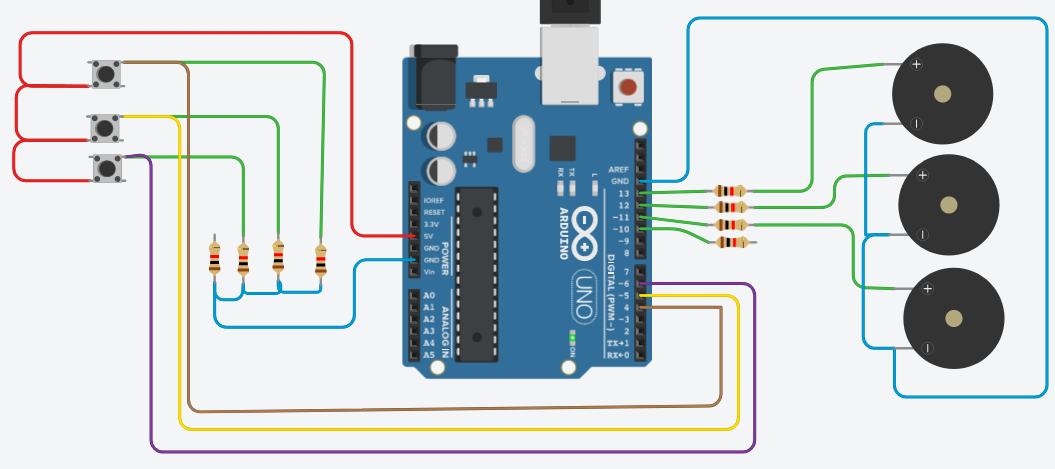 AREF
GND
13
12
~11
~10
~9
8
7
~6
~5
4
~3
2
TX→1
RX←0
DIGITAL (PWM~)
IOREF
RESET
3.3V
5V
GND
GND
Vin
POWER
A0
A1
A2
A3
A4
A5
ANALOG IN
RX
TX
L
ARDUINO
UNO
ON
+
-
+
-
+
-